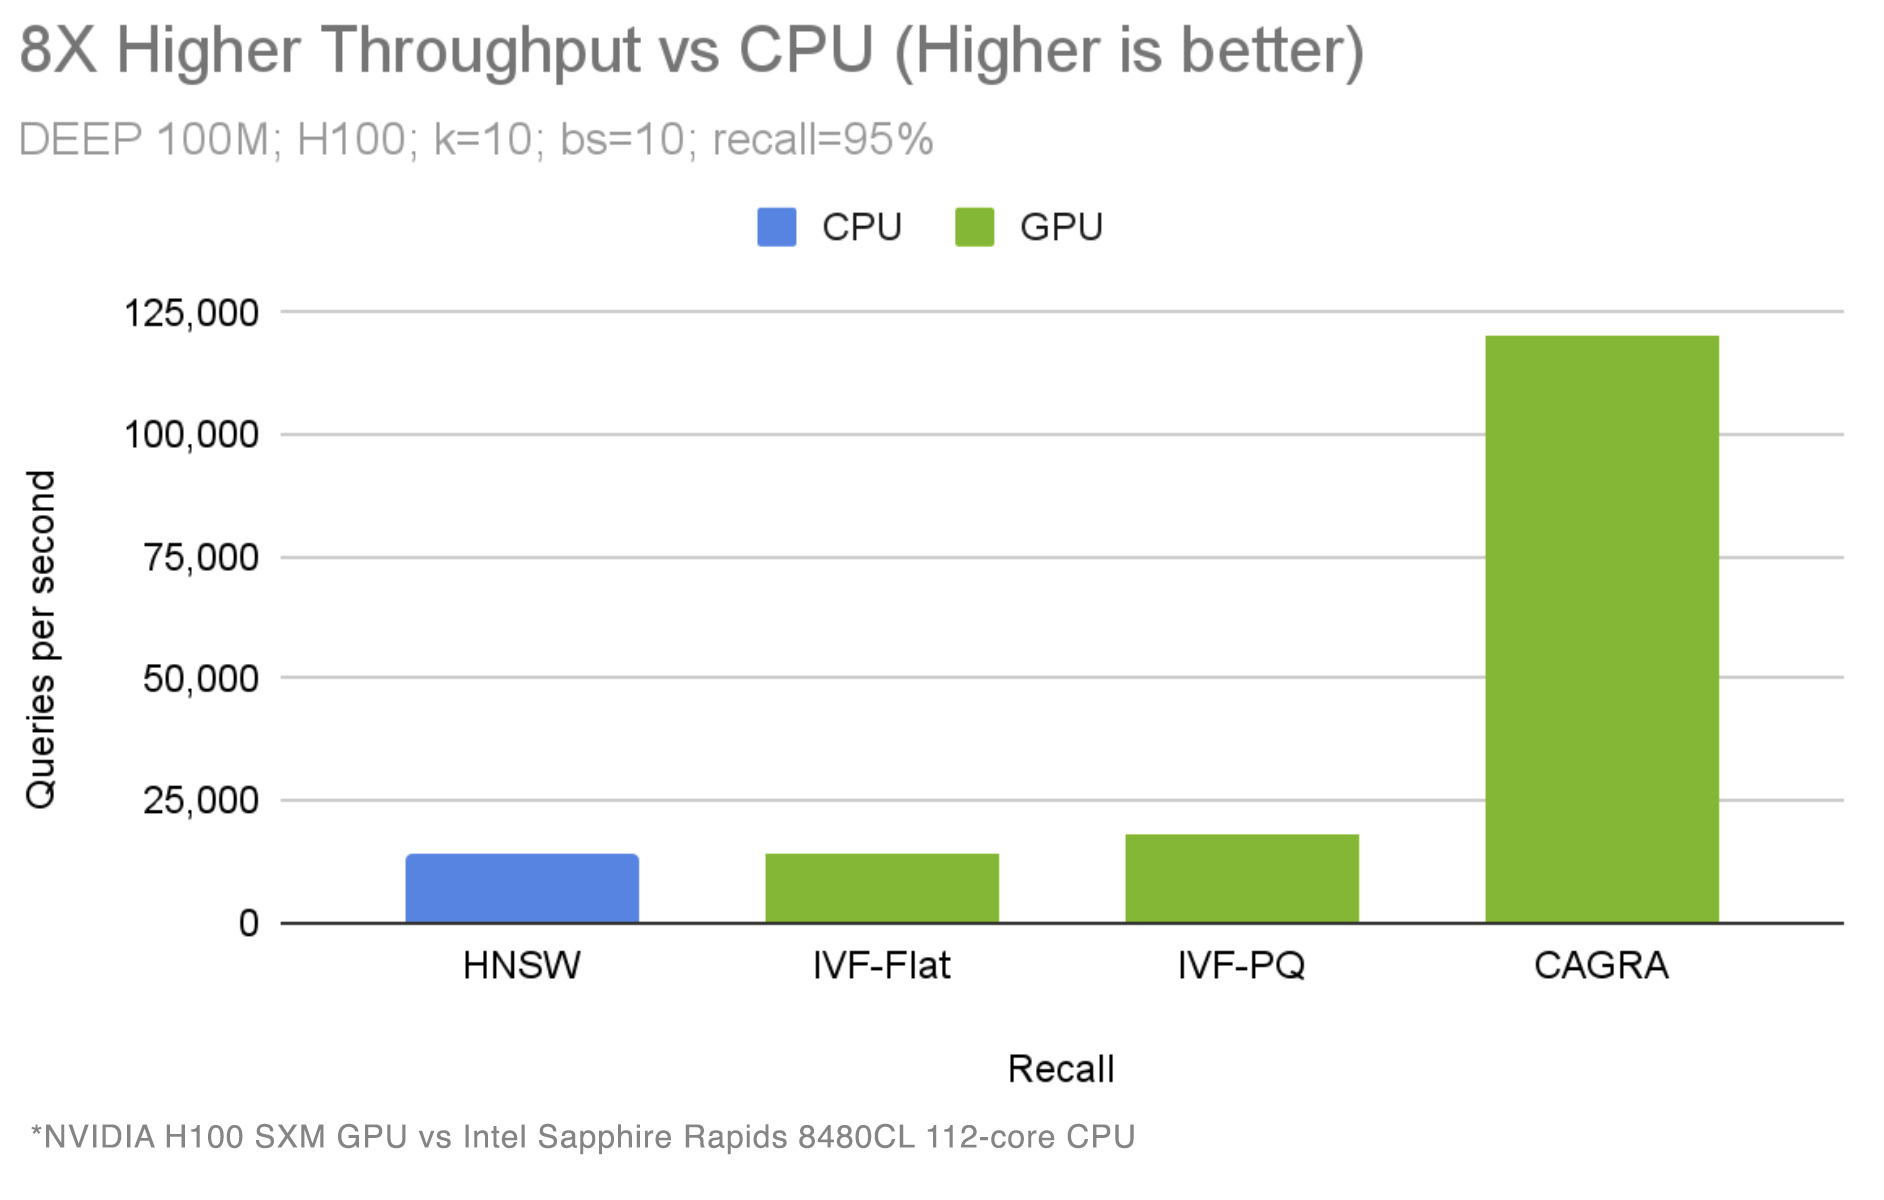 8X Higher Throughput vs CPU (Higher is better)
DEEP 100M; H100; k=10; bs=10; recall=95%
CPU GPU
125,000
100,000
75,000
50,000
25,000
0
Queries per second
HNSW IVF-Flat IVF-PQ CAGRA
Recall
*NVIDIA H100 SXM GPU vs Intel Sapphire Rapids 8480CL 112-core CPU